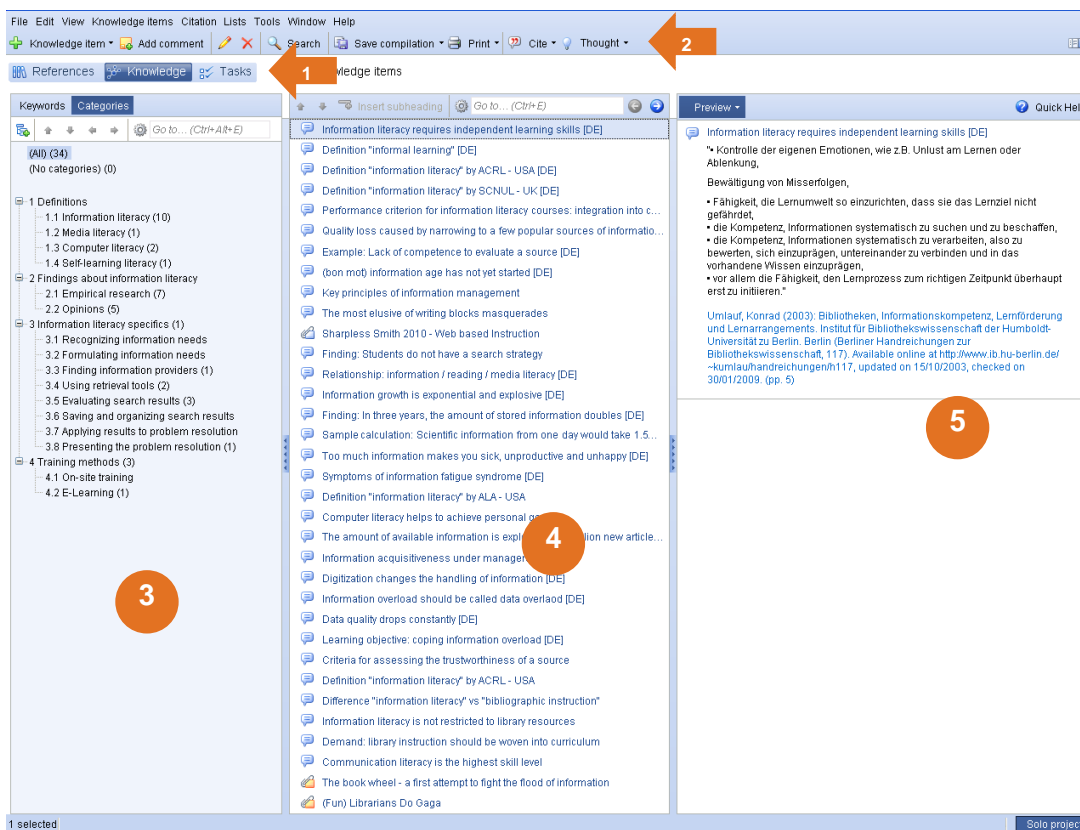 File Edit View Knowledge items Citation Lists Tools Window Help
Knowledge item Add comment Search Save compilation Print Cite Thought
2
References Knowledge Tasks
1
items
Keywords Categories
Go to... (Ctrl+Alt+E)
(All) (34)
(No categories) (0)
1 Definitions
1.1 Information literacy (10)
1.2 Media literacy (1)
1.3 Computer literacy (2)
1.4 Self-learning literacy (1)
2 Findings about information literacy
2.1 Empirical research (7)
2.2 Opinions (5)
3 Information literacy specifics (1)
3.1 Recognizing information needs
3.2 Formulating information needs
3.3 Finding information providers (1)
3.4 Using retrieval tools (2)
3.5 Evaluating search results (3)
3.6 Saving and organizing search results
3.7 Applying results to problem resolution
3.8 Presenting the problem resolution (1)
4 Training methods (3)
4.1 On-site training
4.2 E-Learning (1)
3
Insert subheading Go to... (Ctrl+E)
Information literacy requires independent learning skills [DE]
Definition "informal learning" [DE]
Definition "information literacy" by ACRL - USA [DE]
Definition "information literacy" by SCNUL - UK [DE]
Performance criterion for information literacy courses: integration into c...
Quality loss caused by narrowing to a few popular sources of informatio...
Example: Lack of competence to evaluate a source [DE]
(bon mot) information age has not yet started [DE]
Key principles of information management
The most elusive of writing blocks masquerades
Sharpless Smith 2010 - Web based Instruction
Finding: Students do not have a search strategy
Relationship: information / reading / media literacy [DE]
Information growth is exponential and explosive [DE]
Finding: In three years, the amount of stored information doubles [DE]
Sample calculation: Scientific information from one day would take 1.5...
Too much information makes you sick, unproductive and unhappy [DE]
Symptoms of information fatigue syndrome [DE]
Definition "information literacy" by ALA - USA
Computer literacy helps to achieve personal
The amount of available information is new article...
Information acquisitiveness under
Digitization changes the handling of information [DE]
Information overload should be called data overlaod [DE]
Data quality drops constantly [DE]
Learning objective: coping information overload [DE]
Criteria for assessing the trustworthiness of a source
Definition "information literacy" by ACRL - USA
Difference "information literacy" vs "bibliographic instruction"
Information literacy is not restricted to library resources
Demand: library instruction should be woven into curriculum
Communication literacy is the highest skill level
The book wheel - a first attempt to fight the flood of information
(Fun) Librarians Do Gaga
4
Preview Quick Hel
Information literacy requires independent learning skills [DE]
"▪ Kontrolle der eigenen Emotionen, wie z.B. Unlust am Lernen oder
Ablenkung,
Bewältigung von Misserfolgen,
▪ Fähigkeit, die Lernumwelt so einzurichten, dass sie das Lernziel nicht
gefährdet,
▪ die Kompetenz, Informationen systematisch zu suchen und zu beschaffen,
▪ die Kompetenz, Informationen systematisch zu verarbeiten, also zu
bewerten, sich einzuprägen, untereinander zu verbinden und in das
vorhandene Wissen einzuprägen,
▪ vor allem die Fähigkeit, den Lernprozess zum richtigen Zeitpunkt überhaupt
erst zu initiieren."
Umlauf, Konrad (2003): Bibliotheken, Informationskompetenz, Lernförderung
und Lernarrangements. Institut für Bibliothekswissenschaft der Humboldt-
Universität zu Berlin. Berlin (Berliner Handreichungen zur
Bibliothekswissenschaft, 117). Available online at http://www.ib.hu-berlin.de/
~kumlau/handreichungen/h117, updated on 15/10/2003, checked on
30/01/2009. (pp. 5)
5
1 selected
Solo project